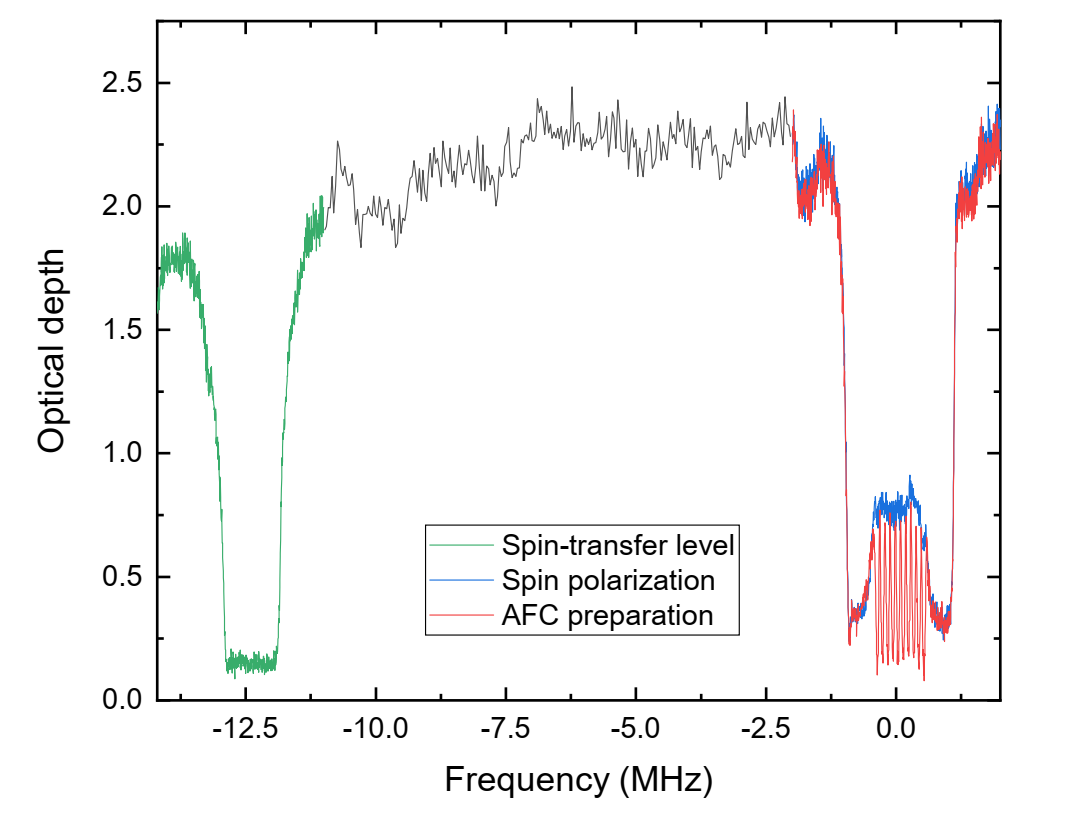 2.5
2.0
1.5
1.0
0.5
0.0
Optical depth
Spin-transfer level
Spin polarization
AFC preparation
-12.5 -10.0 -7.5 -5.0 -2.5 0.0
Frequency (MHz)